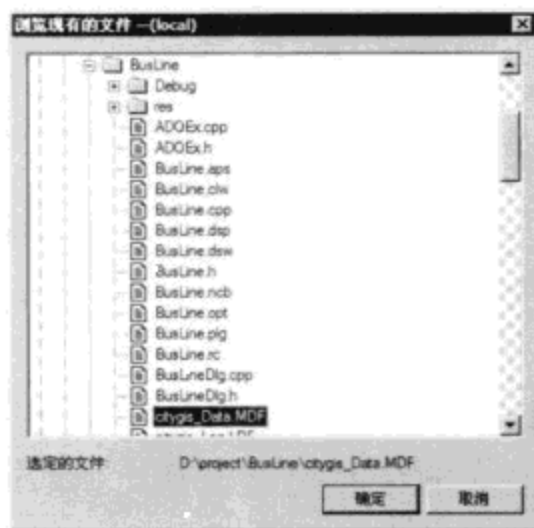 浏览现有的文件 —(local)
BusLine
Debug
res
ADOEx.cpp
ADOEx.h
BusLine.aps
BusLine.clw
BusLine.cpp
BusLine.dsp
BusLine.dsw
BusLine.h
BusLine.ncb
BusLine.opt
BusLine.plg
BusLine.rc
BusLineDlg.cpp
BusLineDlg.h
citygis_Data.MDF
选定的文件 D:\project\BusLine\citygis_Data.MDF
确定 取消